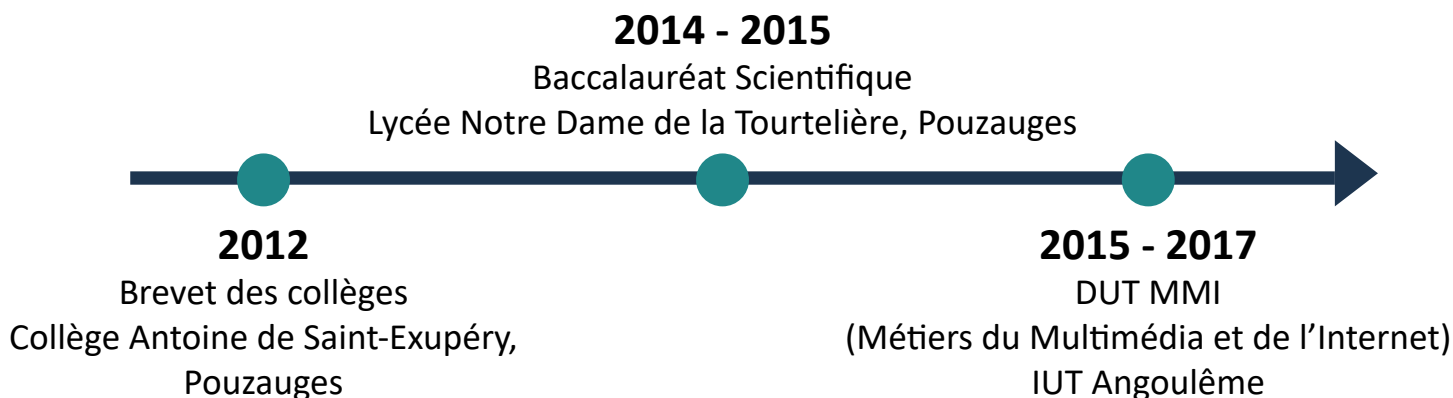 2014 - 2015
Baccalauréat Scientifique
Lycée Notre Dame de la Tourtelière, Pouzauges
2012
Brevet des collèges
Collège Antoine de Saint-Exupéry,
Pouzauges
2015 - 2017
DUT MMI
(Métiers du Multimédia et de l’Internet)
IUT Angoulême